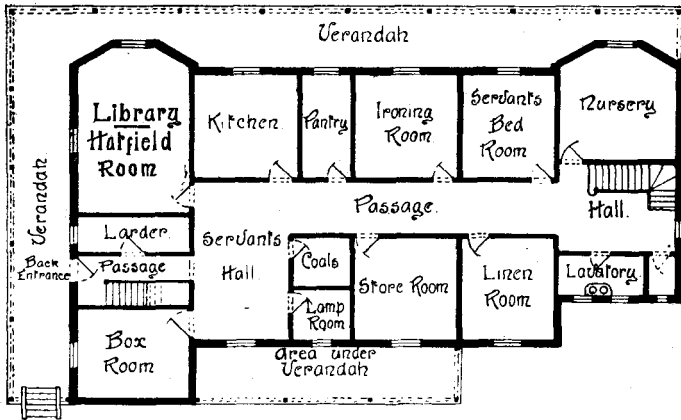 Verandah
Library
Hatfield
Room
Kitchen
Pantry
Ironing
Room
Servants
Bed
Room
Nursery
Verandah
Larder
Passage
Back
Entrance
Servants
Hall
Passage
Hall
Coals
Lamp
Room
Store Room
Linen
Room
Lavatory
Box
Room
Area under
Verandah